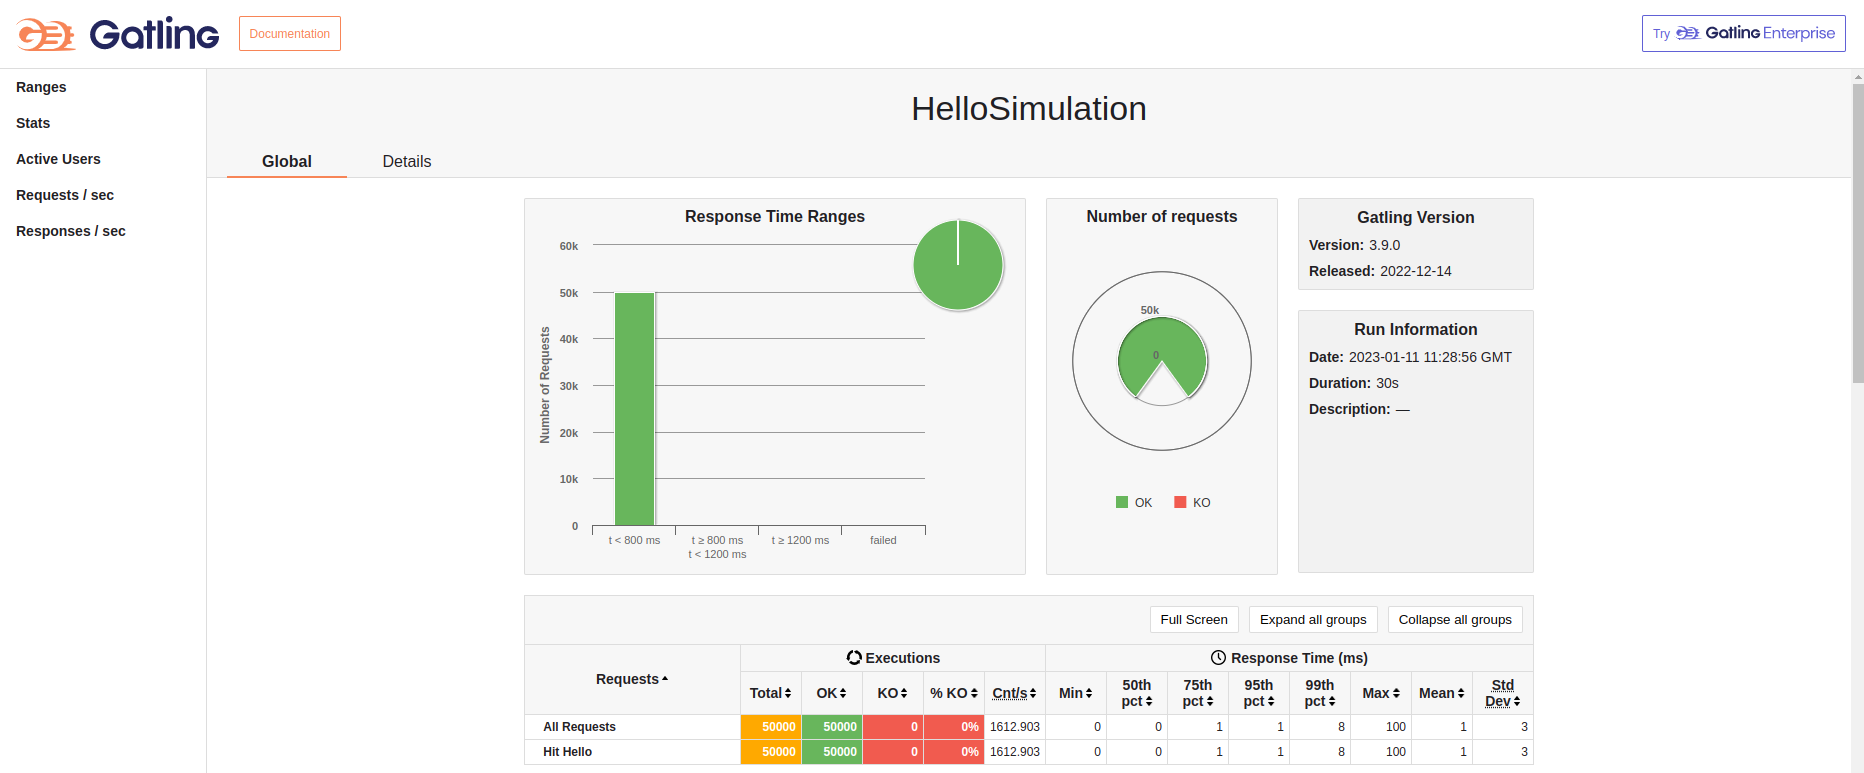 Gatling
Documentation
Try Gatling Enterprise
Ranges
Stats
Active Users
Requests / sec
Responses / sec
HelloSimulation
Global
Details
Response Time Ranges
Number of Requests
60k
50k
40k
30k
20k
10k
0
t < 800 ms
t ≥ 800 ms
t < 1200 ms
t ≥ 1200 ms
failed
Number of requests
50k
0
OK
KO
Gatling Version
Version: 3.9.0
Released: 2022-12-14
Run Information
Date: 2023-01-11 11:28:56 GMT
Duration: 30s
Description: —
Full Screen
Expand all groups
Collapse all groups
Requests
Executions
Response Time (ms)
Total OK KO % KO Cnt/s Min 50th pct 75th pct 95th pct 99th pct Max Mean Std Dev
All Requests 50000 50000 0 0% 1612.903 0 0 1 1 8 100 1 3
Hit Hello 50000 50000 0 0% 1612.903 0 0 1 1 8 100 1 3